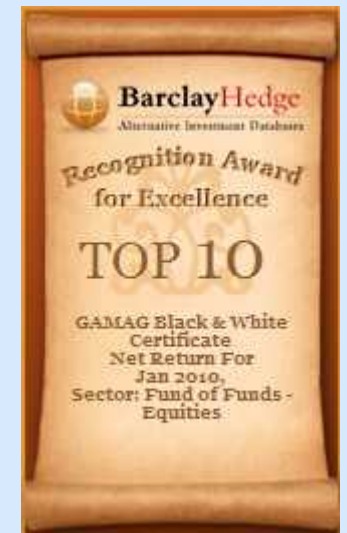 BarclayHedge
Alternative Investment Databases
Recognition Award
for Excellence
TOP 10
GAMAG Black & White
Certificate
Net Return For
Jan 2010,
Sector: Fund of Funds -
Equities